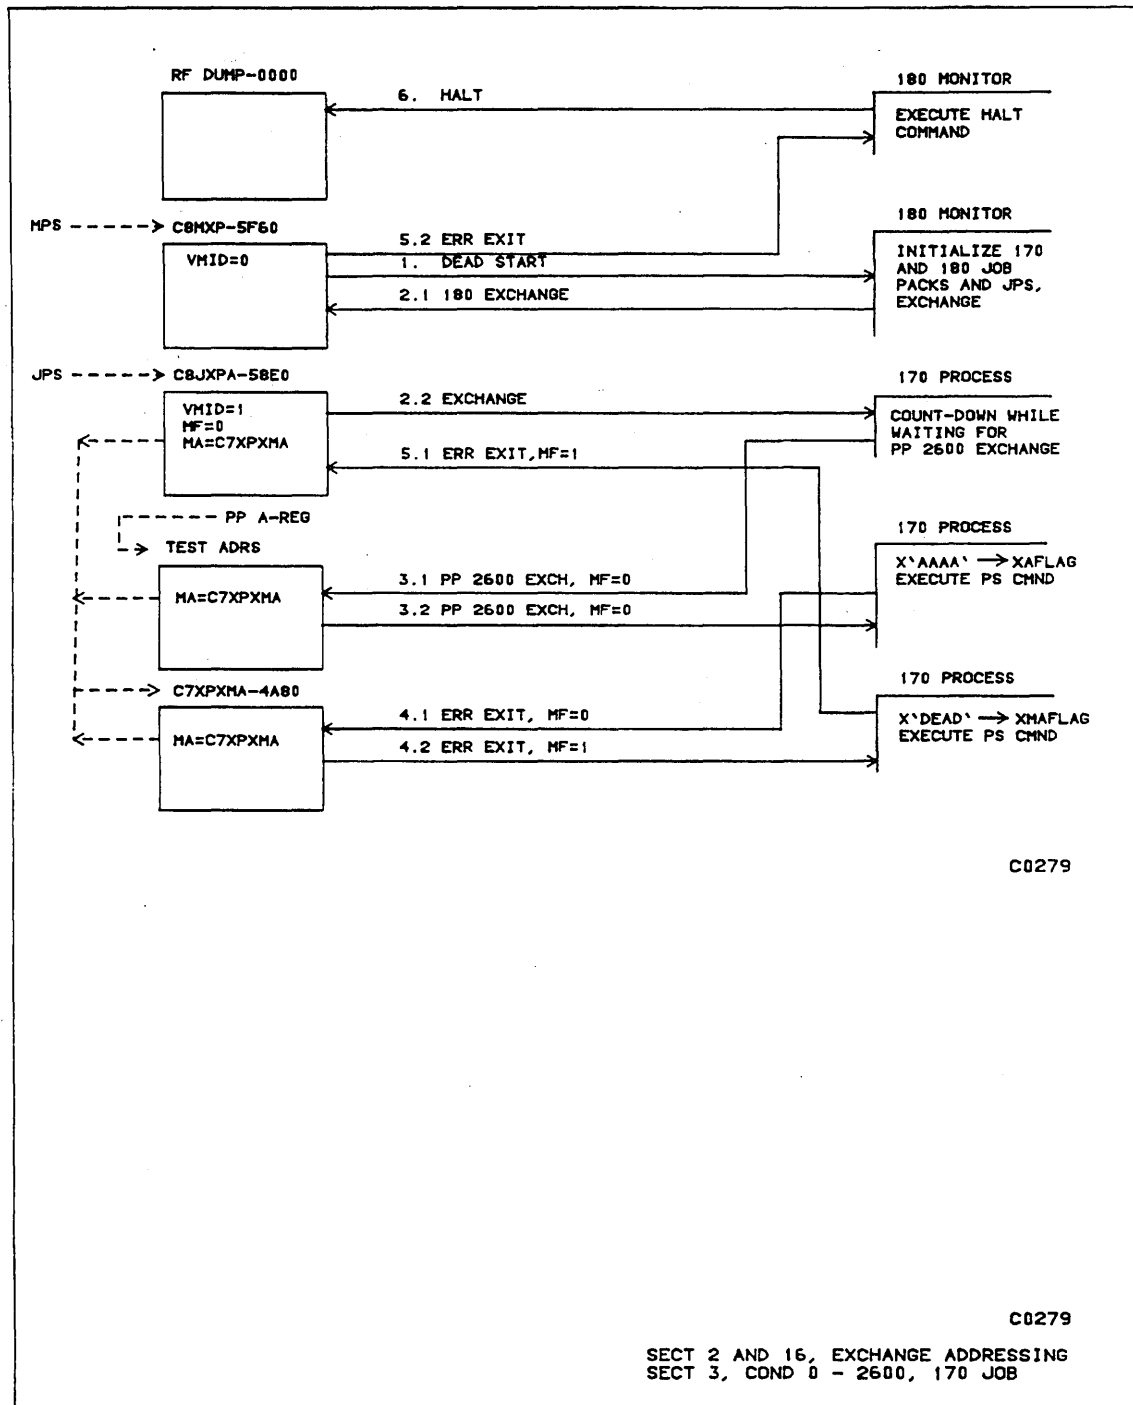 RF DUMP-0000
6. HALT
180 MONITOR
EXECUTE HALT
COMMAND
MPS
C8MXP-5F60
VMID=0
5.2 ERR EXIT
1. DEAD START
2.1 180 EXCHANGE
180 MONITOR
INITIALIZE 170
AND 180 JOB
PACKS AND JPS,
EXCHANGE
JPS
C8JXPA-58E0
VMID=1
MF=0
MA=C7XPXMA
2.2 EXCHANGE
5.1 ERR EXIT,MF=1
170 PROCESS
COUNT-DOWN WHILE
WAITING FOR
PP 2600 EXCHANGE
PP A-REG
TEST ADRS
MA=C7XPXMA
3.1 PP 2600 EXCH, MF=0
3.2 PP 2600 EXCH, MF=0
170 PROCESS
X`AAAA` → XAFLAG
EXECUTE PS CMND
C7XPXMA-4A80
MA=C7XPXMA
4.1 ERR EXIT, MF=0
4.2 ERR EXIT, MF=1
170 PROCESS
X`DEAD` → XMAFLAG
EXECUTE PS CMND
C0279
C0279
SECT 2 AND 16, EXCHANGE ADDRESSING
SECT 3, COND 0 - 2600, 170 JOB